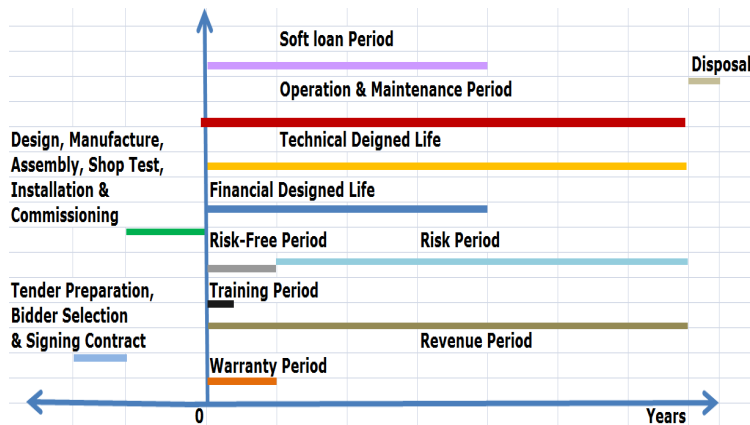 Soft loan Period
Disposal
Operation & Maintenance Period
Design, Manufacture,
Assembly, Shop Test,
Installation &
Commissioning
Technical Deigned Life
Financial Designed Life
Risk-Free Period
Risk Period
Tender Preparation,
Bidder Selection
& Signing Contract
Training Period
Revenue Period
Warranty Period
0
Years